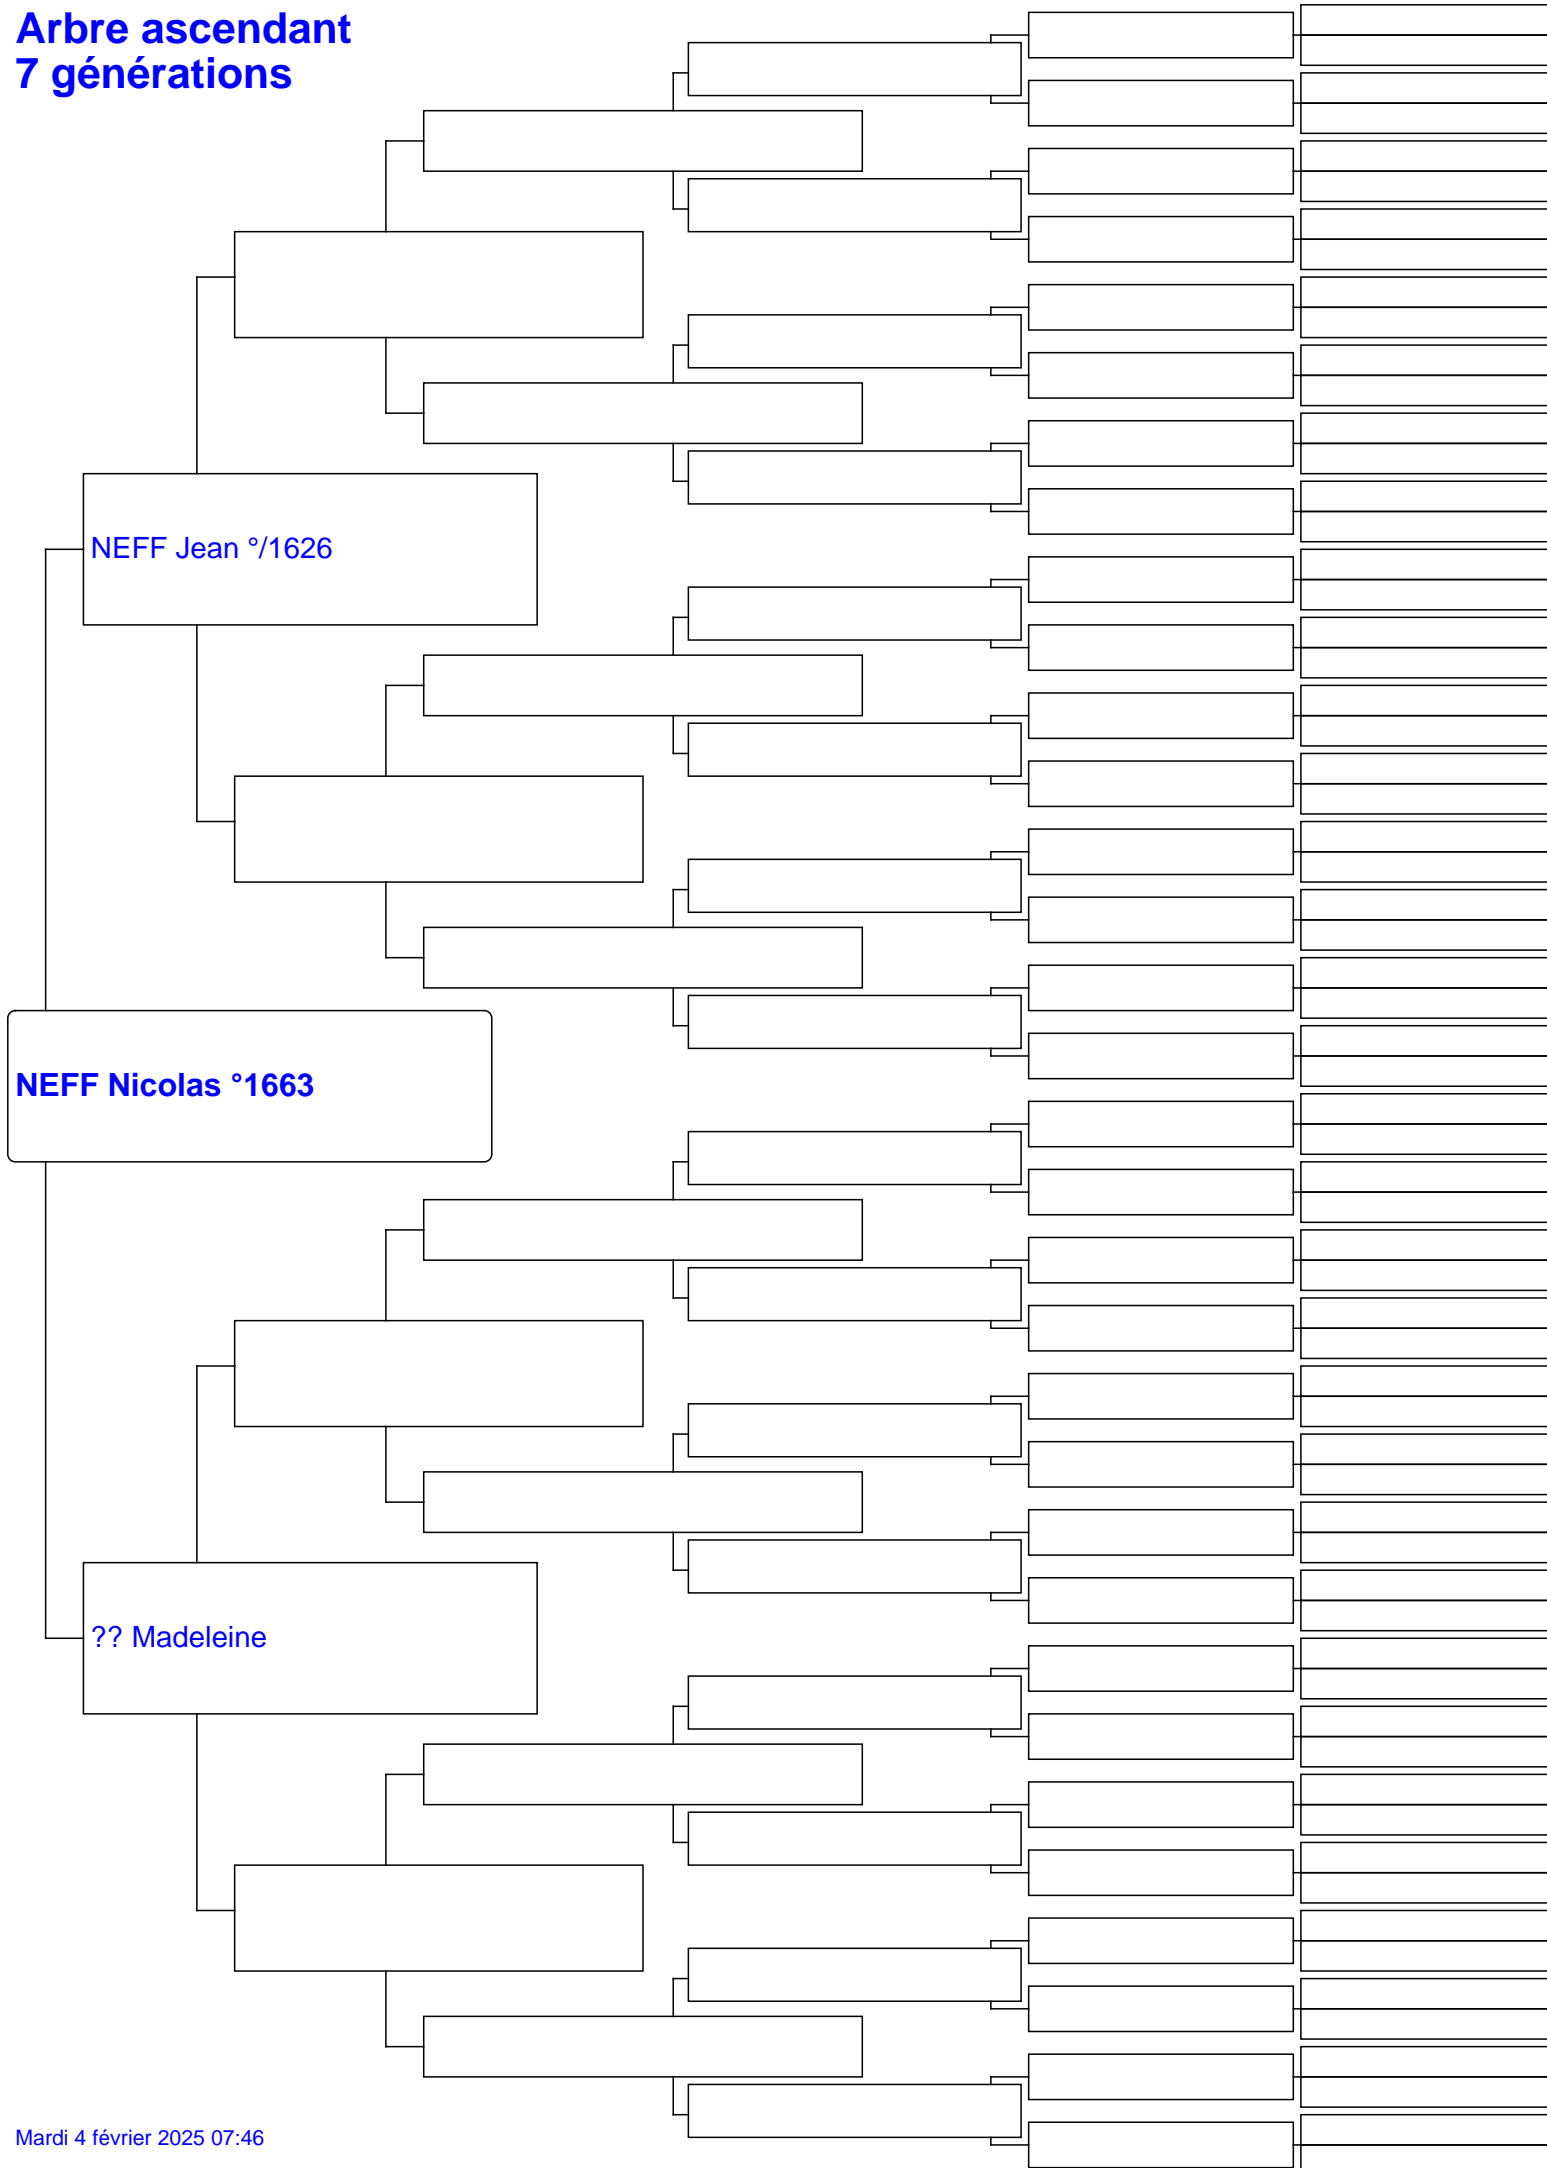 Arbre ascendant
7 générations
NEFF Jean °/1626
NEFF Nicolas °1663
?? Madeleine
Mardi 4 février 2025 07:46